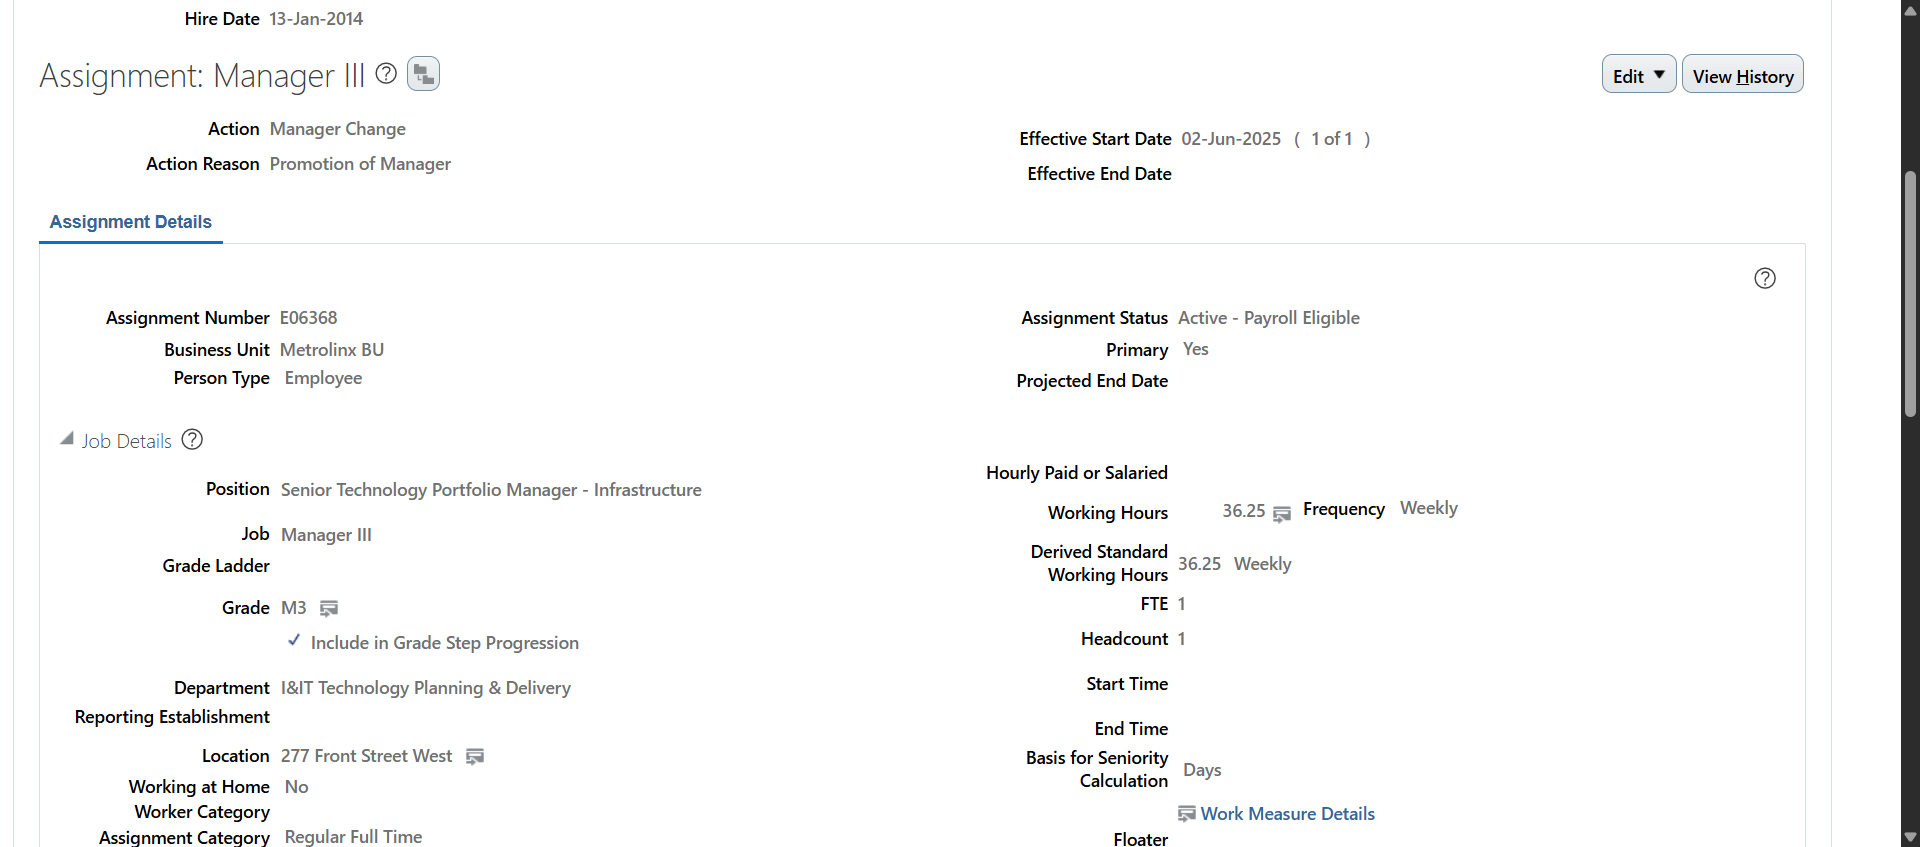 Hire Date 13-Jan-2014
Assignment: Manager III
Edit
View History
Action Manager Change
Action Reason Promotion of Manager
Effective Start Date 02-Jun-2025 ( 1 of 1 )
Effective End Date
Assignment Details
Assignment Number E06368
Business Unit Metrolinx BU
Person Type Employee
Assignment Status Active - Payroll Eligible
Primary Yes
Projected End Date
Job Details
Position Senior Technology Portfolio Manager - Infrastructure
Job Manager III
Grade Ladder
Grade M3
Include in Grade Step Progression
Department I&IT Technology Planning & Delivery
Reporting Establishment
Location 277 Front Street West
Working at Home No
Worker Category
Assignment Category Regular Full Time
Hourly Paid or Salaried
Working Hours 36.25 Frequency Weekly
Derived Standard
Working Hours 36.25 Weekly
FTE 1
Headcount 1
Start Time
End Time
Basis for Seniority
Calculation Days
Work Measure Details
Floater